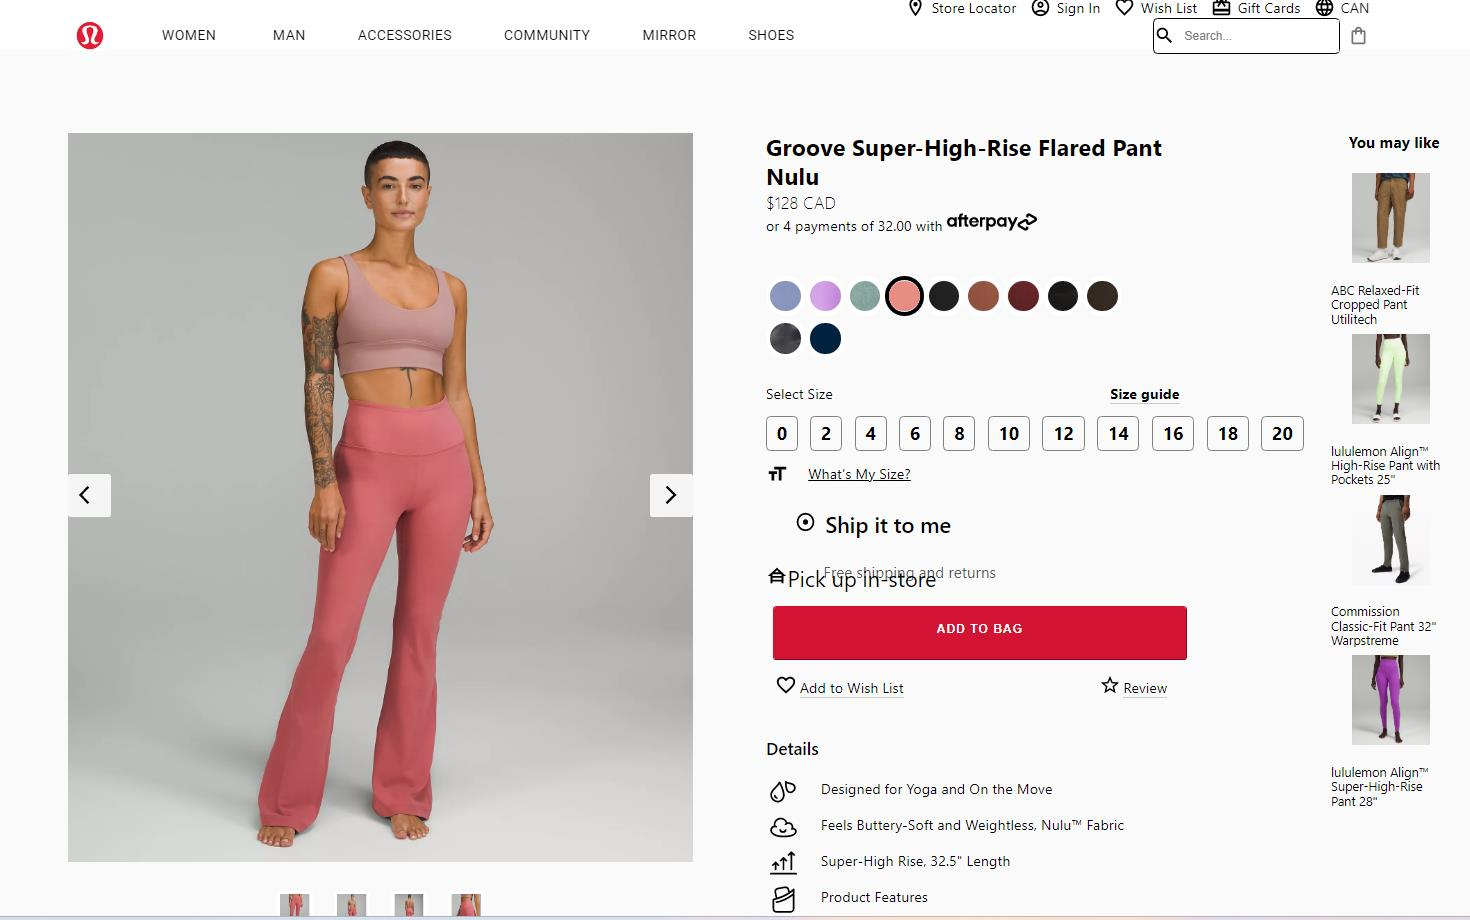 Store Locator
Sign In
Wish List
Gift Cards
CAN
WOMEN
MAN
ACCESSORIES
COMMUNITY
MIRROR
SHOES
Search...
Groove Super-High-Rise Flared Pant
Nulu
$128 CAD
or 4 payments of 32.00 with afterpay
Select Size
Size guide
0 2 4 6 8 10 12 14 16 18 20
What's My Size?
Ship it to me
Free shipping and returns
Pick up in-store
ADD TO BAG
Add to Wish List
Review
Details
Designed for Yoga and On the Move
Feels Buttery-Soft and Weightless, Nulu™ Fabric
Super-High Rise, 32.5" Length
Product Features
You may like
ABC Relaxed-Fit
Cropped Pant
Utilitech
lululemon Align™
High-Rise Pant with
Pockets 25"
Commission
Classic-Fit Pant 32"
Warpstreme
lululemon Align™
Super-High-Rise
Pant 28"